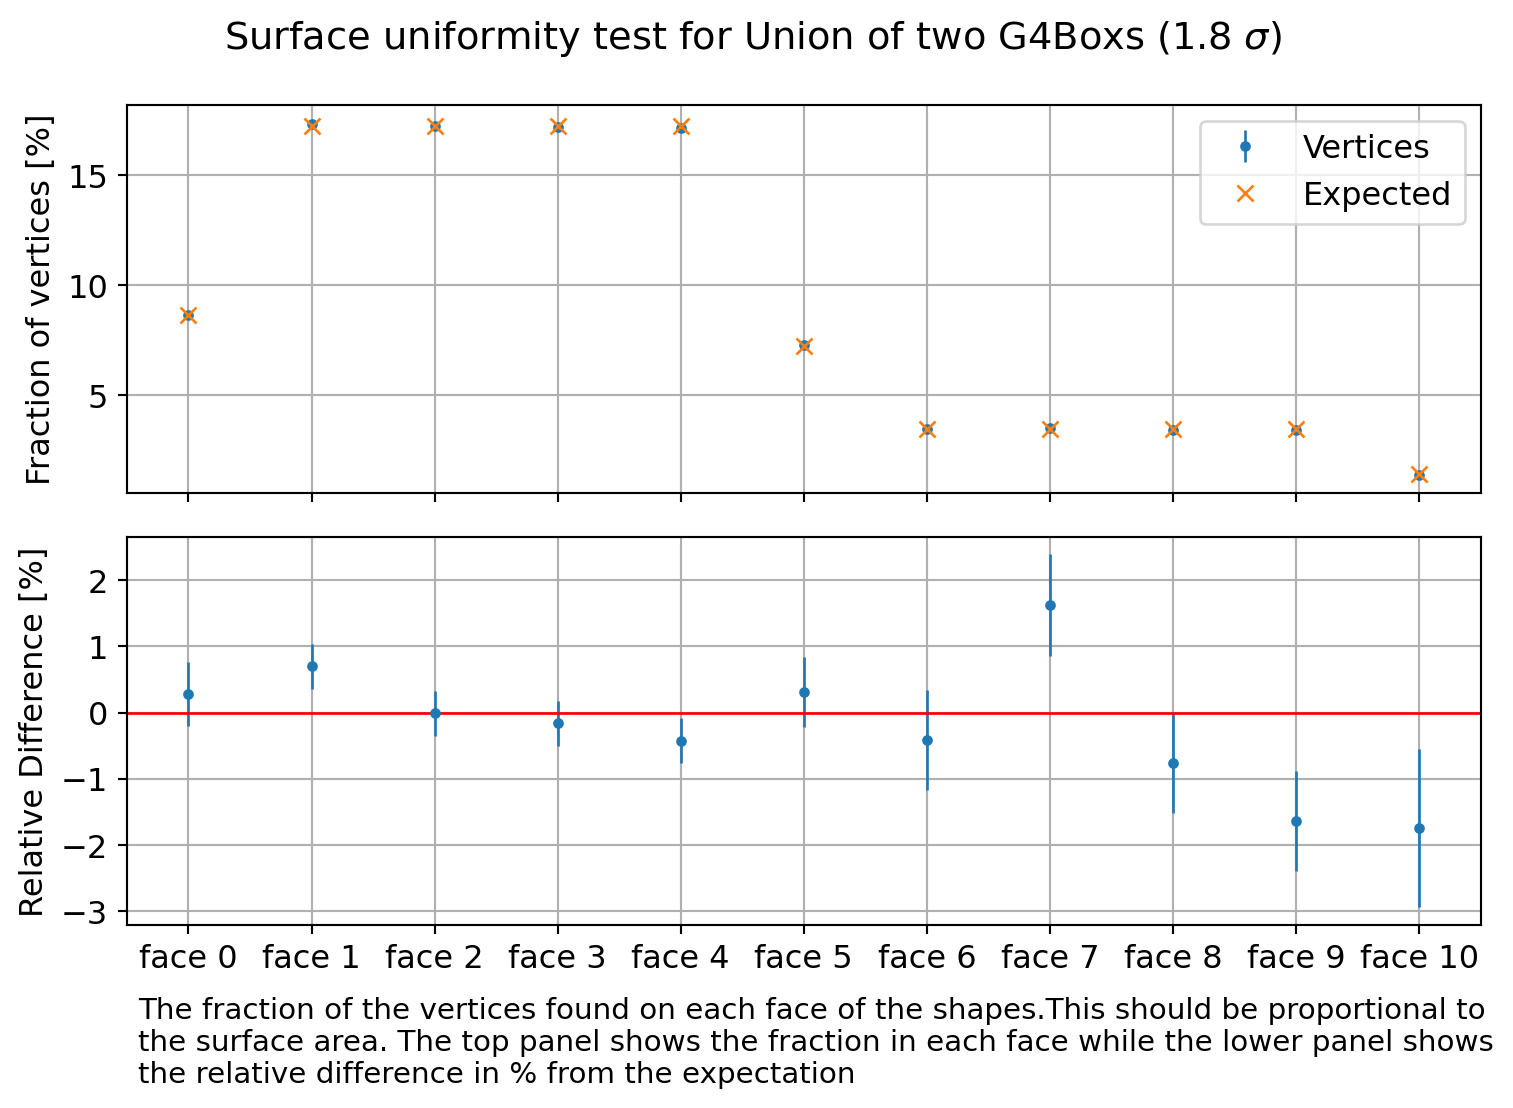 Surface uniformity test for Union of two G4Boxs (1.8 σ)
Fraction of vertices [%]
15
10
5
Vertices
Expected
Relative Difference [%]
2
1
0
−1
−2
−3
face 0 face 1 face 2 face 3 face 4 face 5 face 6 face 7 face 8 face 9 face 10
The fraction of the vertices found on each face of the shapes.This should be proportional to
the surface area. The top panel shows the fraction in each face while the lower panel shows
the relative difference in % from the expectation